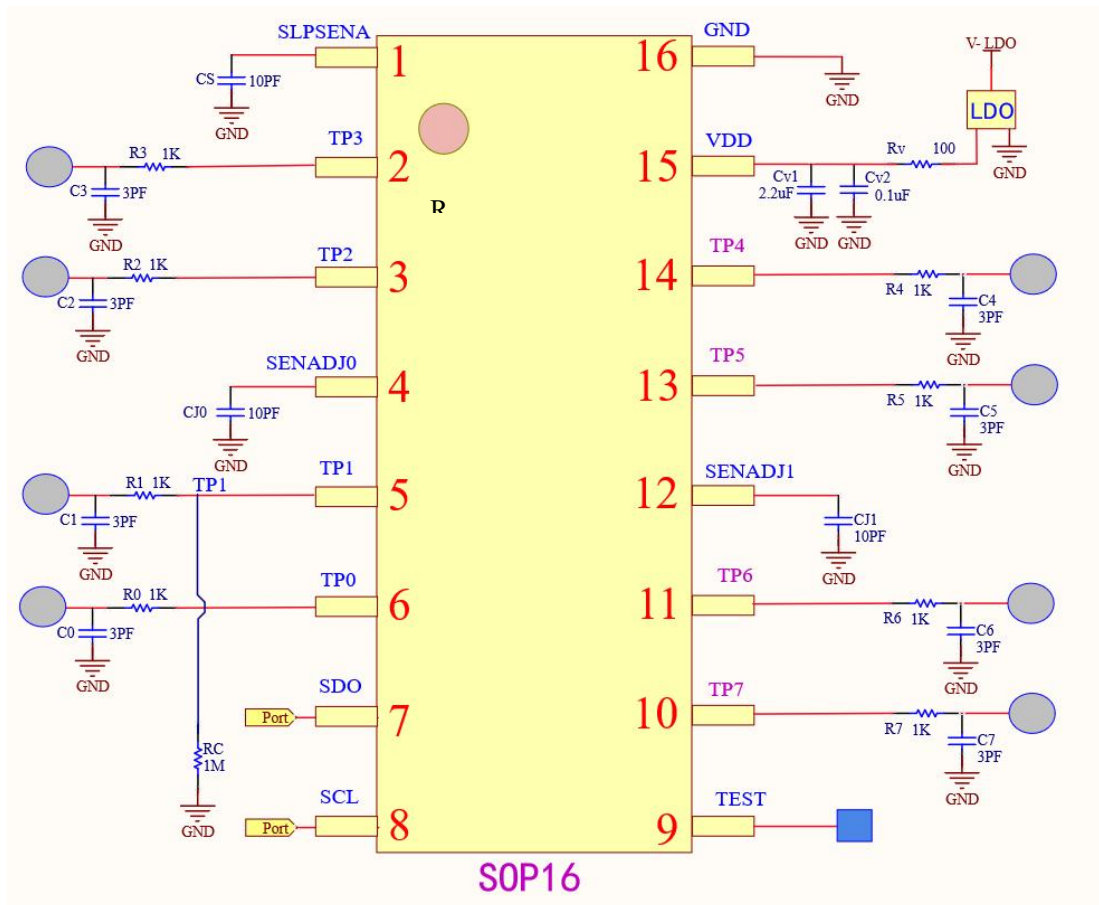 SLPSENA
1
CS
10PF
GND
TP3
2
R3 1K
C3
3PF
GND
R
TP2
3
R2 1K
C2
3PF
GND
SENADJ0
4
CJ0
10PF
GND
TP1
5
R1 1K
TP1
C1
3PF
GND
TP0
6
R0 1K
C0
3PF
GND
SDO
7
Port
RC
1M
GND
SCL
8
Port
GND
16
GND
V-LDO
LDO
GND
VDD
15
Rv 100
Cv1
2.2uF
GND
Cv2
0.1uF
GND
TP4
14
R4 1K
C4
3PF
GND
TP5
13
R5 1K
C5
3PF
GND
SENADJ1
12
CJ1
10PF
GND
TP6
11
R6 1K
C6
3PF
GND
TP7
10
R7 1K
C7
3PF
GND
TEST
9
SOP16